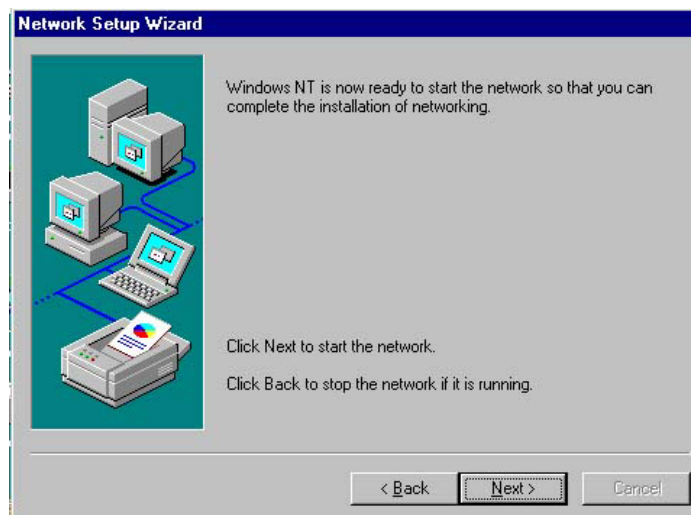 Network Setup Wizard
Windows NT is now ready to start the network so that you can
complete the installation of networking.
Click Next to start the network.
Click Back to stop the network if it is running.
< Back Next > Cancel